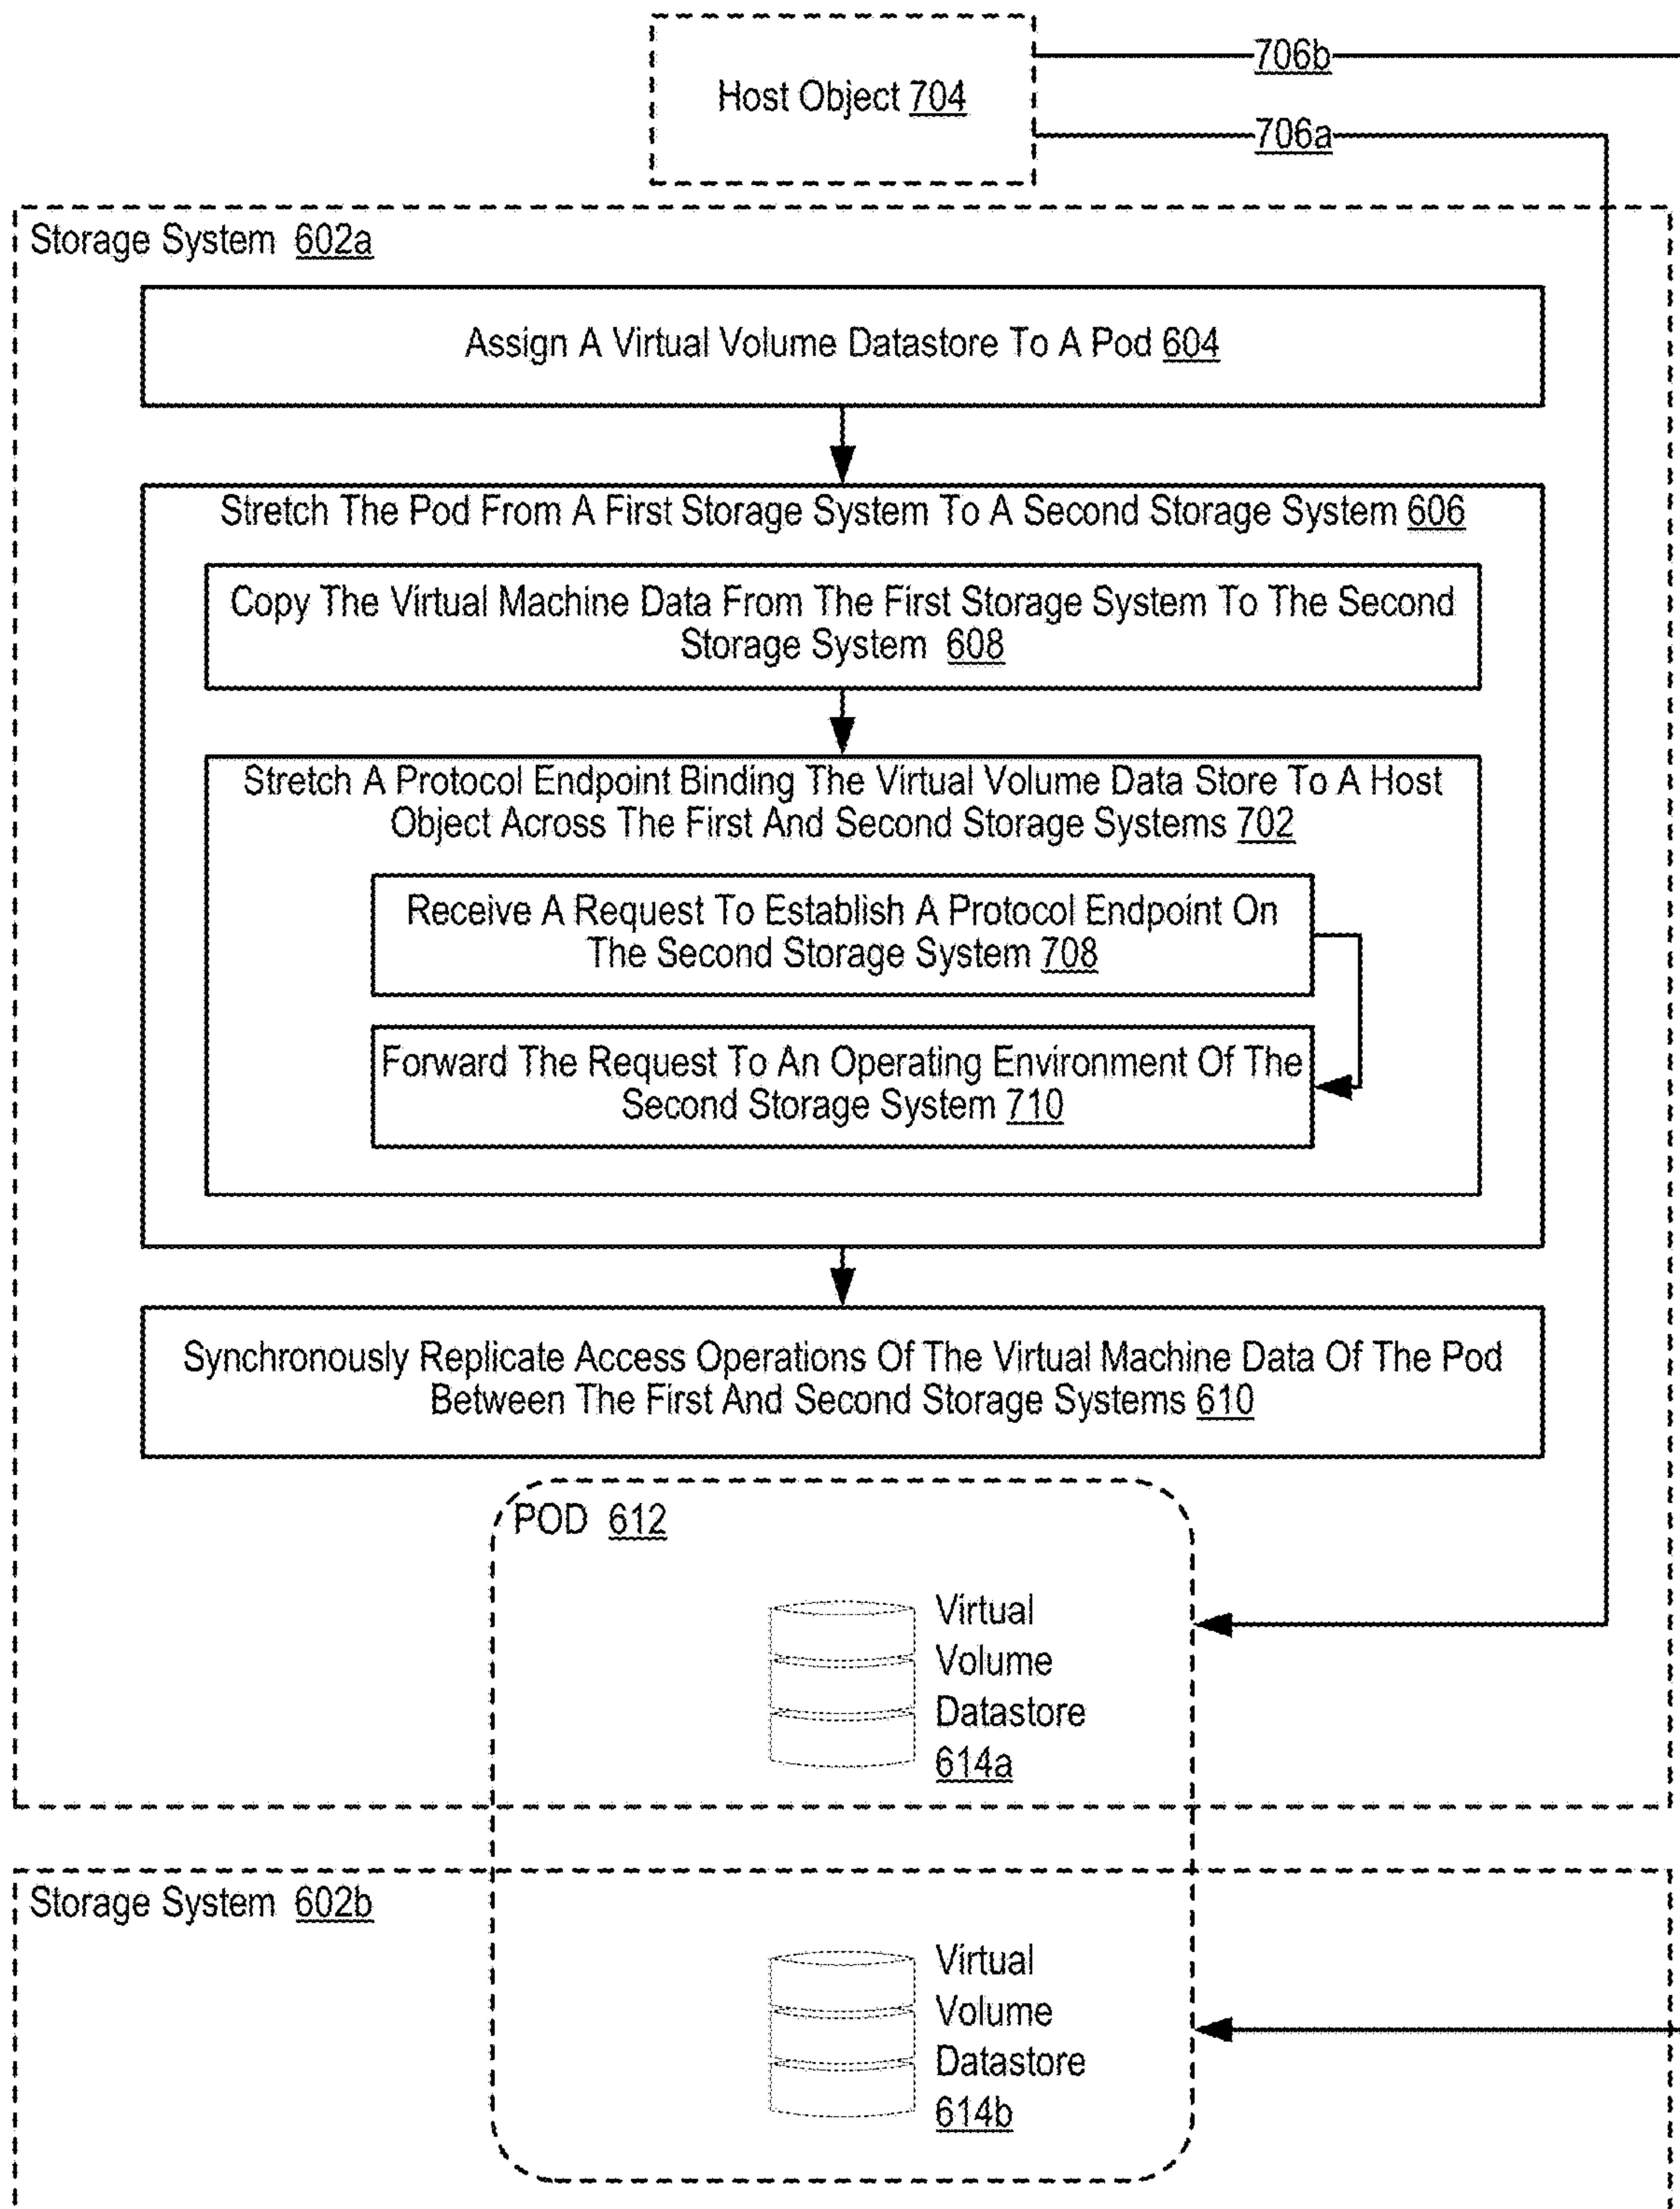 706b
Host Object 704
706a
Storage System 602a
Assign A Virtual Volume Datastore To A Pod 604
Stretch The Pod From A First Storage System To A Second Storage System 606
Copy The Virtual Machine Data From The First Storage System To The Second
Storage System 608
Stretch A Protocol Endpoint Binding The Virtual Volume Data Store To A Host
Object Across The First And Second Storage Systems 702
Receive A Request To Establish A Protocol Endpoint On
The Second Storage System 708
Forward The Request To An Operating Environment Of The
Second Storage System 710
Synchronously Replicate Access Operations Of The Virtual Machine Data Of The Pod
Between The First And Second Storage Systems 610
POD 612
Virtual
Volume
Datastore
614a
Storage System 602b
Virtual
Volume
Datastore
614b